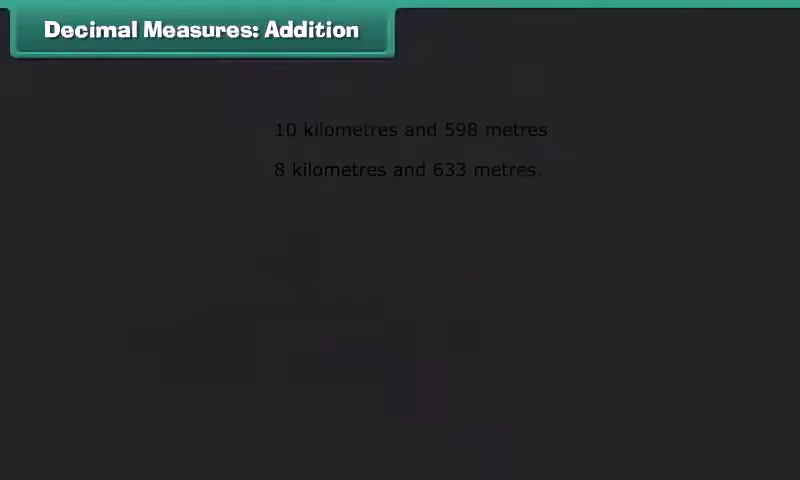 Decimal Measures: Addition
10 kilometres and 598 metres
8 kilometres and 633 metres.